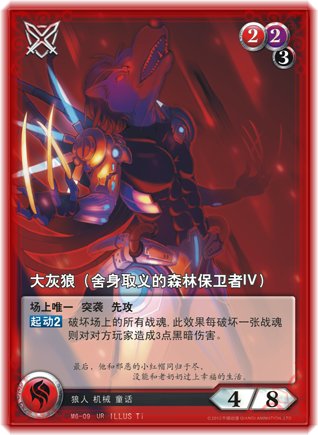 2 2
3
大灰狼（舍身取义的森林保卫者Ⅳ）
场上唯一 突袭 先攻
起动2 破坏场上的所有战魂，此效果每破坏一张战魂
则对对方玩家造成3点黑暗伤害。
最后，他和邪恶的小红帽同归于尽，
没能和老奶奶过上幸福的生活。
狼人 机械 童话
4/8
M6-09 UR ILLUS Ti